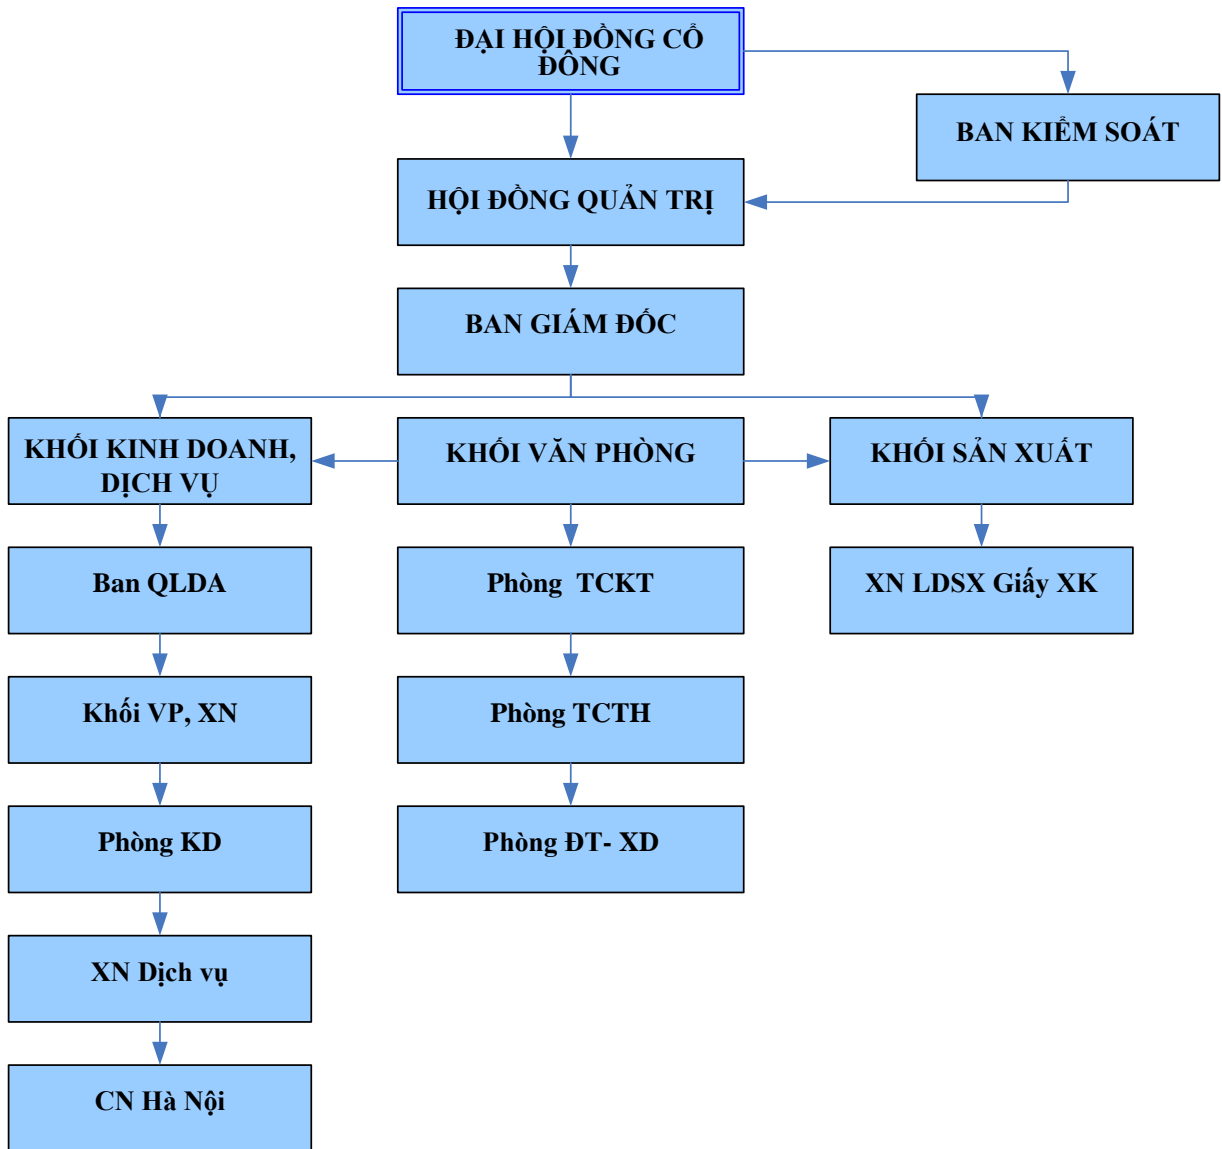 ĐẠI HỘI ĐỒNG CỔ
ĐÔNG
BAN KIỂM SOÁT
HỘI ĐỒNG QUẢN TRỊ
BAN GIÁM ĐỐC
KHỐI KINH DOANH,
DỊCH VỤ
KHỐI VĂN PHÒNG
KHỐI SẢN XUẤT
Ban QLDA
Phòng TCKT
XN LDSX Giấy XK
Khối VP, XN
Phòng TCTH
Phòng KD
Phòng ĐT- XD
XN Dịch vụ
CN Hà Nội